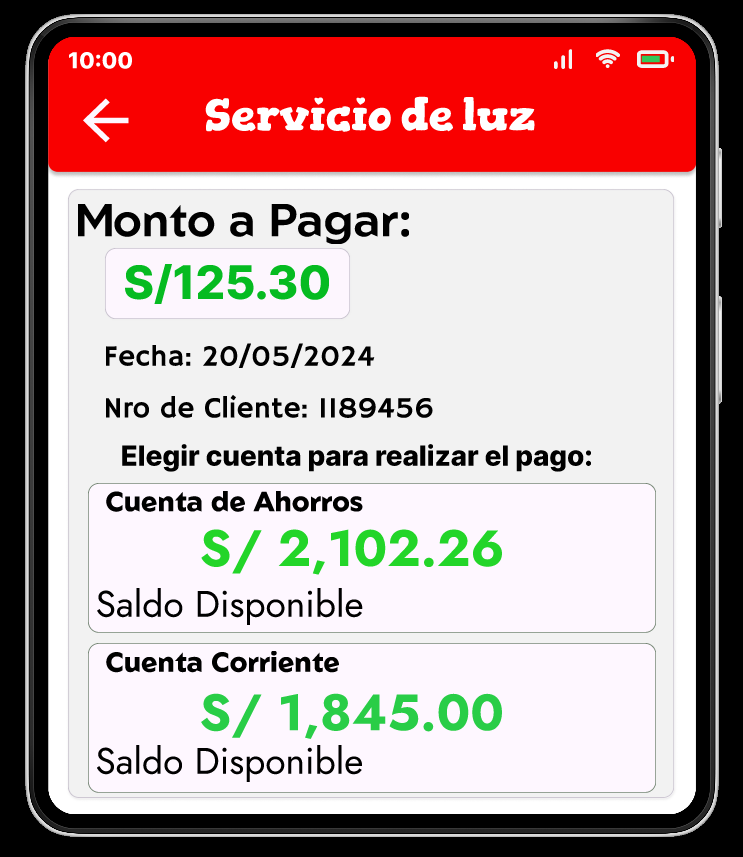 10:00
Servicio de luz
Monto a Pagar:
S/125.30
Fecha: 20/05/2024
Nro de Cliente: 1189456
Elegir cuenta para realizar el pago:
Cuenta de Ahorros
S/ 2,102.26
Saldo Disponible
Cuenta Corriente
S/ 1,845.00
Saldo Disponible